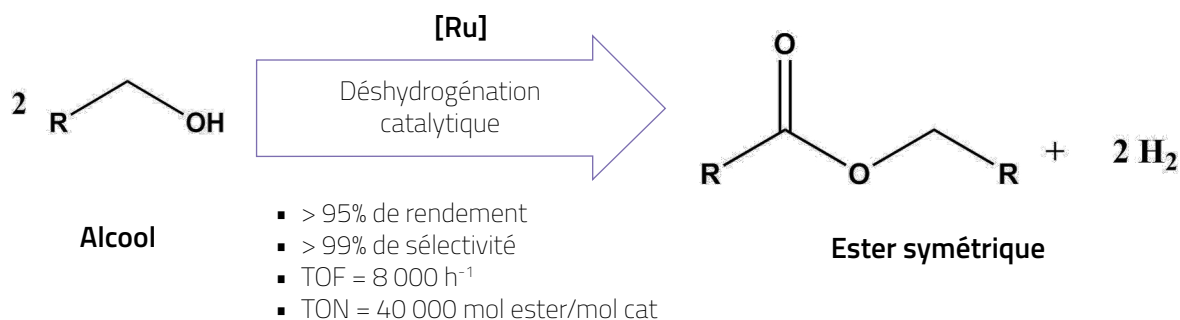 [Ru]
2 R OH
Déshydrogénation
catalytique
O
R O R + 2 H₂
Alcool
▪ > 95% de rendement
▪ > 99% de sélectivité
▪ TOF = 8 000 h⁻¹
▪ TON = 40 000 mol ester/mol cat
Ester symétrique